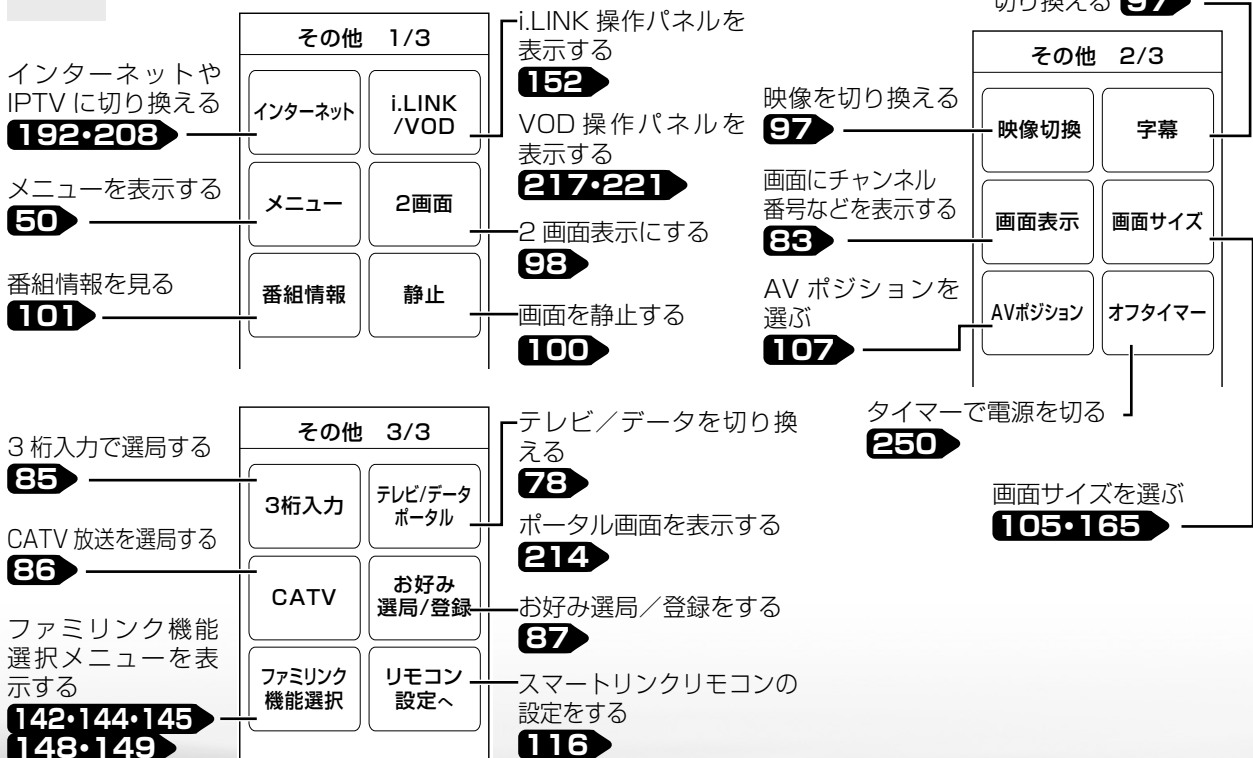 その他 1/3
インターネットや
IPTV に切り換える
192・208
メニューを表示する
50
番組情報を見る
101
インターネット
i.LINK
/VOD
メニュー
2画面
番組情報
静止
i.LINK 操作パネルを
表示する
152
VOD 操作パネルを
表示する
217・221
2 画面表示にする
98
画面を静止する
100
切り換える 97
その他 2/3
映像を切り換える
97
画面にチャンネル
番号などを表示する
83
AV ポジションを
選ぶ
107
映像切換
字幕
画面表示
画面サイズ
AVポジション
オフタイマー
タイマーで電源を切る
250
画面サイズを選ぶ
105・165
その他 3/3
3 桁入力で選局する
85
CATV 放送を選局する
86
ファミリンク機能
選択メニューを表
示する
142・144・145
148・149
3桁入力
テレビ/データ
ポータル
CATV
お好み
選局/登録
ファミリンク
機能選択
リモコン
設定へ
テレビ／データを切り換
える
78
ポータル画面を表示する
214
お好み選局／登録をする
87
スマートリンクリモコンの
設定をする
116